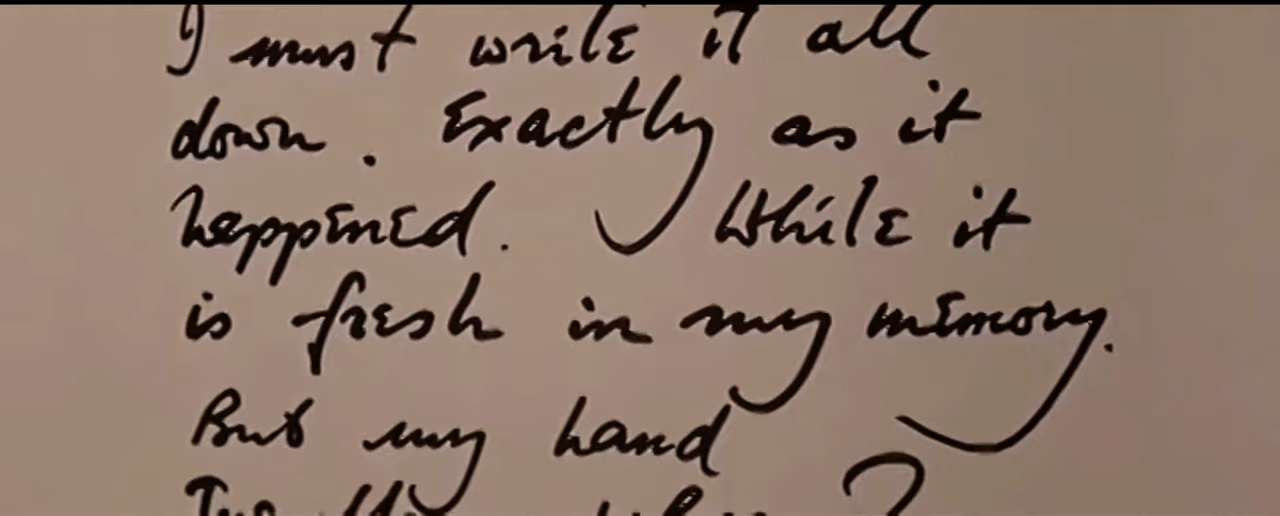 I must write it all
down. Exactly as it
happened. While it
is fresh in my memory.
But my hand